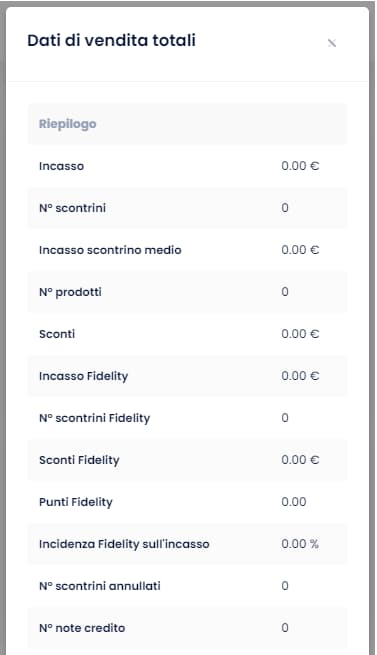 Dati di vendita totali
Riepilogo
Incasso 0.00 €
N° scontrini 0
Incasso scontrino medio 0.00 €
N° prodotti 0
Sconti 0.00 €
Incasso Fidelity 0.00 €
N° scontrini Fidelity 0
Sconti Fidelity 0.00 €
Punti Fidelity 0.00
Incidenza Fidelity sull'incasso 0.00 %
N° scontrini annullati 0
N° note credito 0